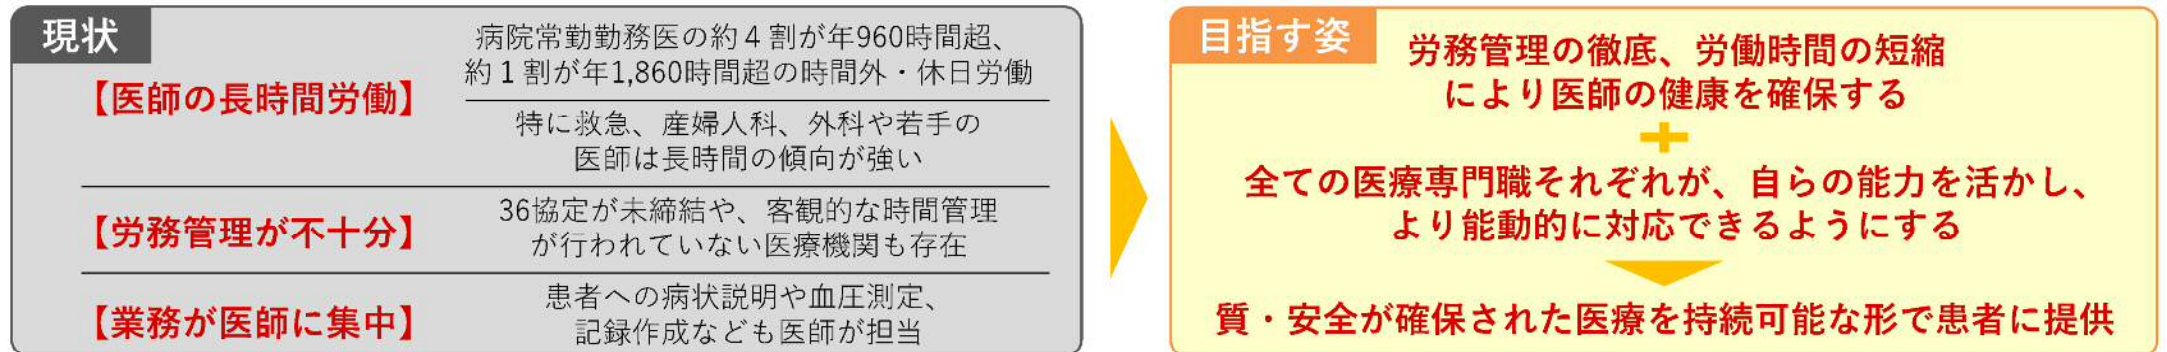 現状
【医師の長時間労働】
病院常勤勤務医の約4割が年960時間超、
約1割が年1,860時間超の時間外・休日労働
特に救急、産婦人科、外科や若手の
医師は長時間の傾向が強い
【労務管理が不十分】
36協定が未締結や、客観的な時間管理
が行われていない医療機関も存在
【業務が医師に集中】
患者への病状説明や血圧測定、
記録作成なども医師が担当
目指す姿
労務管理の徹底、労働時間の短縮
により医師の健康を確保する
+
全ての医療専門職それぞれが、自らの能力を活かし、
より能動的に対応できるようにする
質・安全が確保された医療を持続可能な形で患者に提供